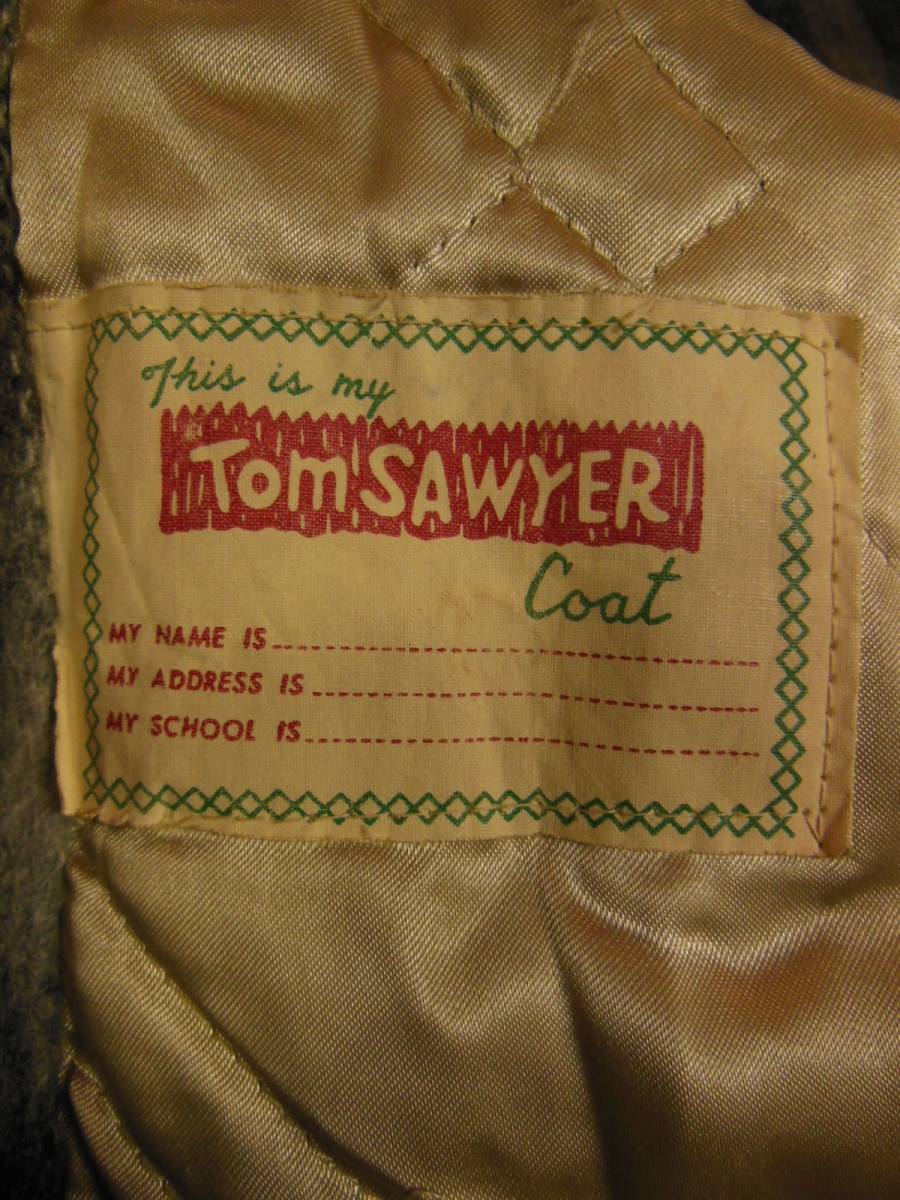 This is my
Tom SAWYER
Coat
MY NAME IS
MY ADDRESS IS
MY SCHOOL IS